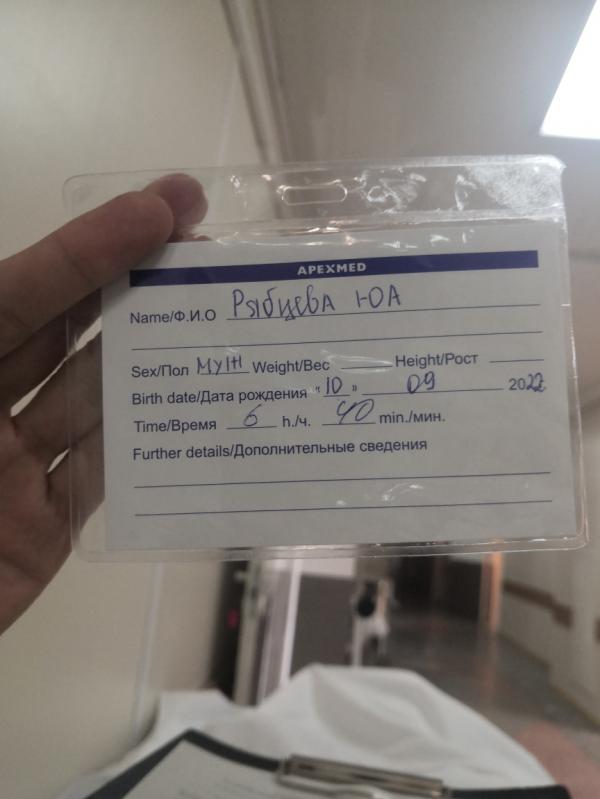 APEXMED
Name/Ф.И.О Рябцева ЮА
Sex/Пол муж Weight/Вес Height/Рост
Birth date/Дата рождения "10" 09 2022
Time/Время 6 h./ч. 40 min./мин.
Further details/Дополнительные сведения